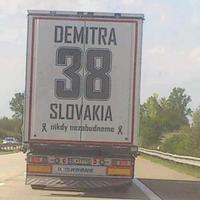 DEMITRA
38
SLOVAKIA
nikdy nezabudneme